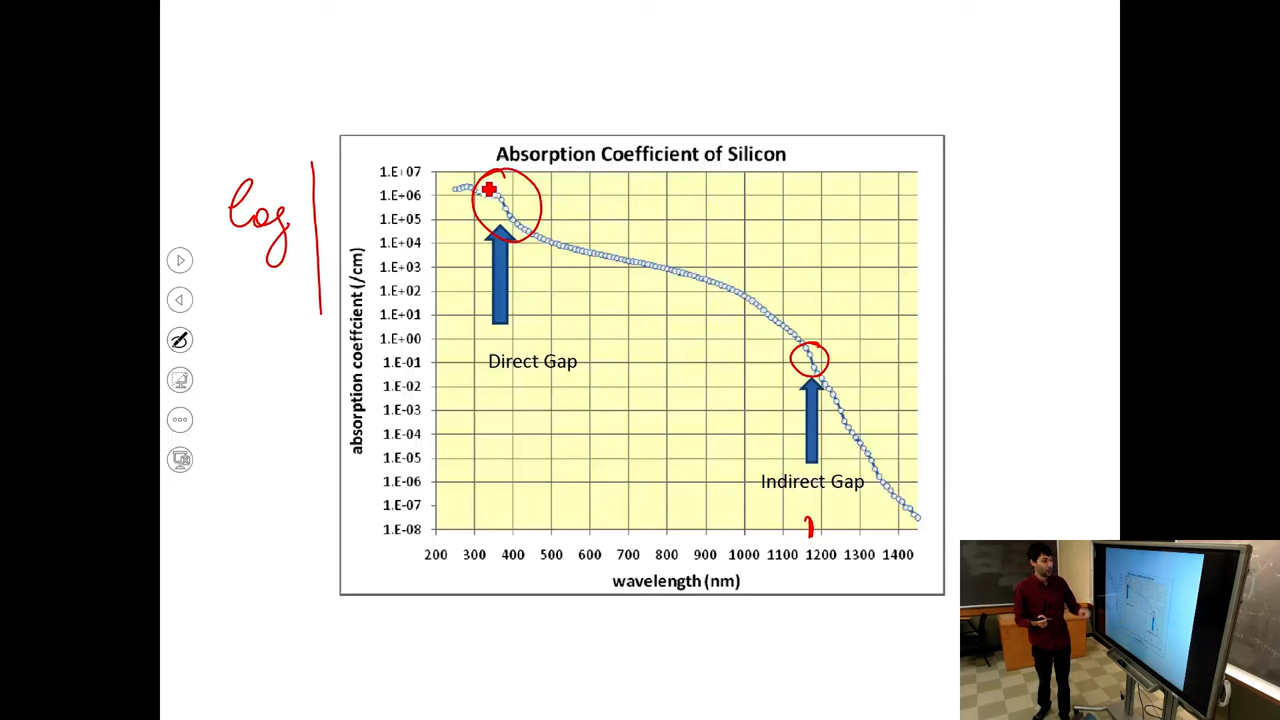 log
Absorption Coefficient of Silicon
absorption coeffcient (/cm)
1.E+07
1.E+06
1.E+05
1.E+04
1.E+03
1.E+02
1.E+01
1.E+00
1.E-01
1.E-02
1.E-03
1.E-04
1.E-05
1.E-06
1.E-07
1.E-08
Direct Gap
Indirect Gap
200 300 400 500 600 700 800 900 1000 1100 1200 1300 1400
wavelength (nm)